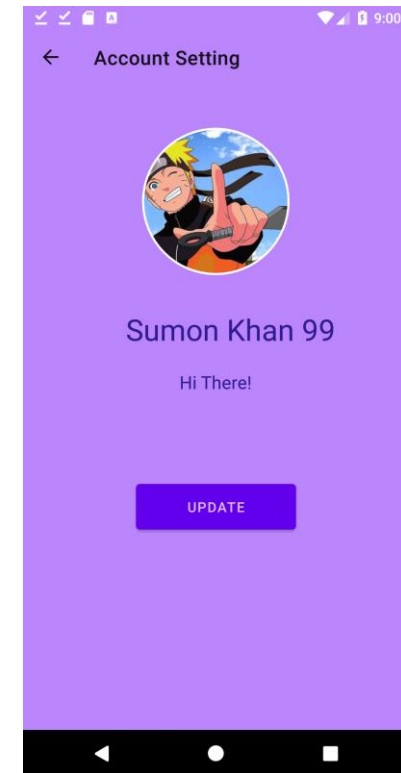 9:00
Account Setting
Sumon Khan 99
Hi There!
UPDATE